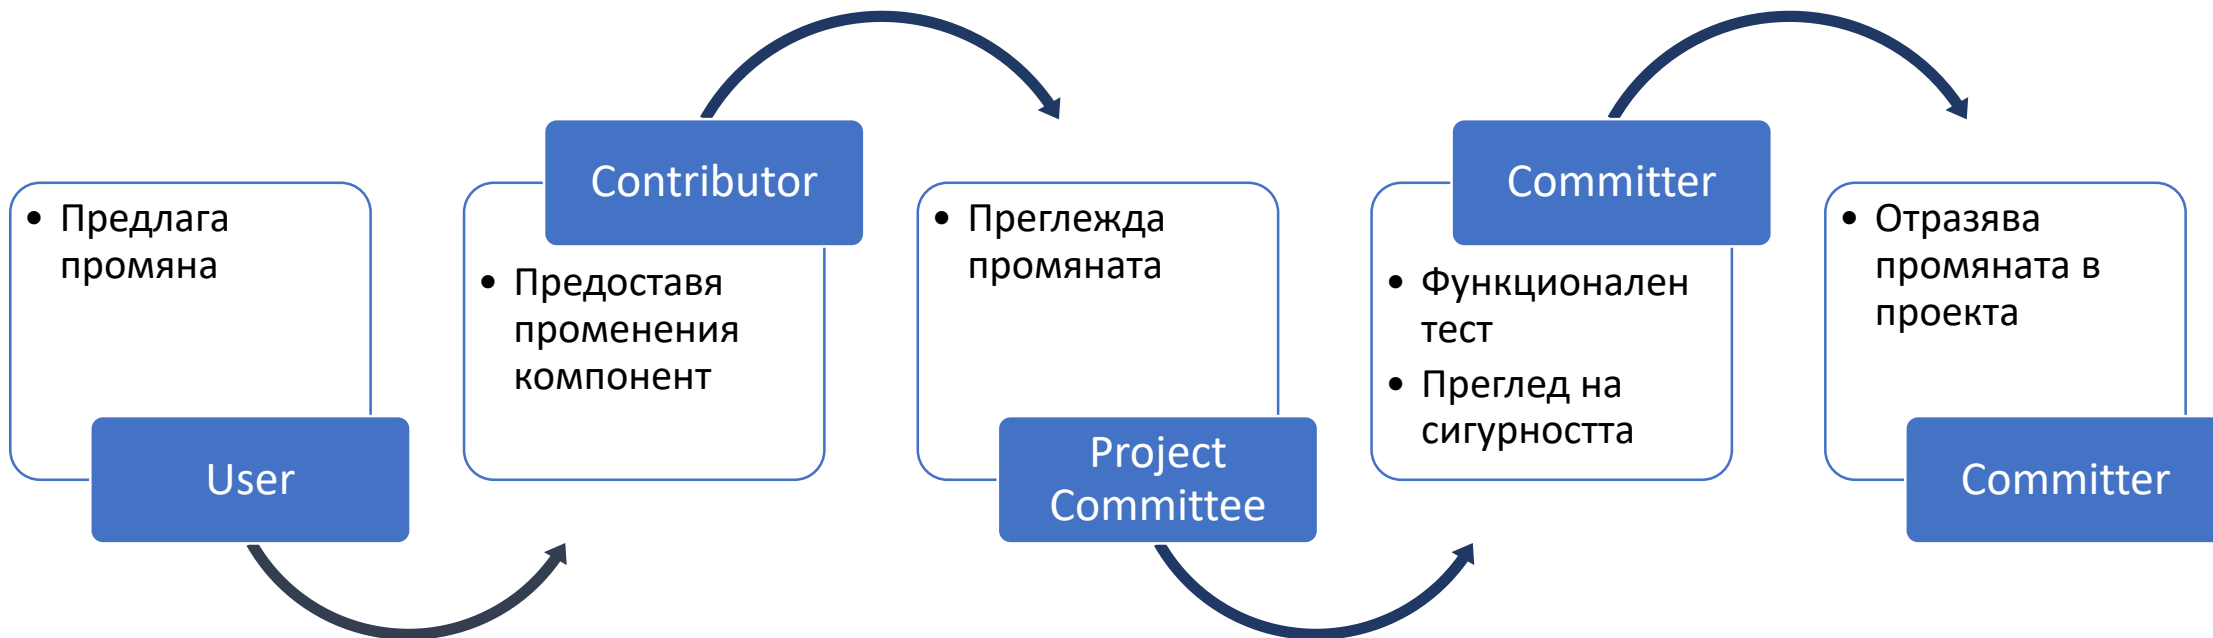 • Предлага
промяна
User
Contributor
• Предоставя
променения
компонент
• Преглежда
промяната
Project
Committee
Committer
• Функционален
тест
• Преглед на
сигурността
• Отразява
промяната в
проекта
Committer